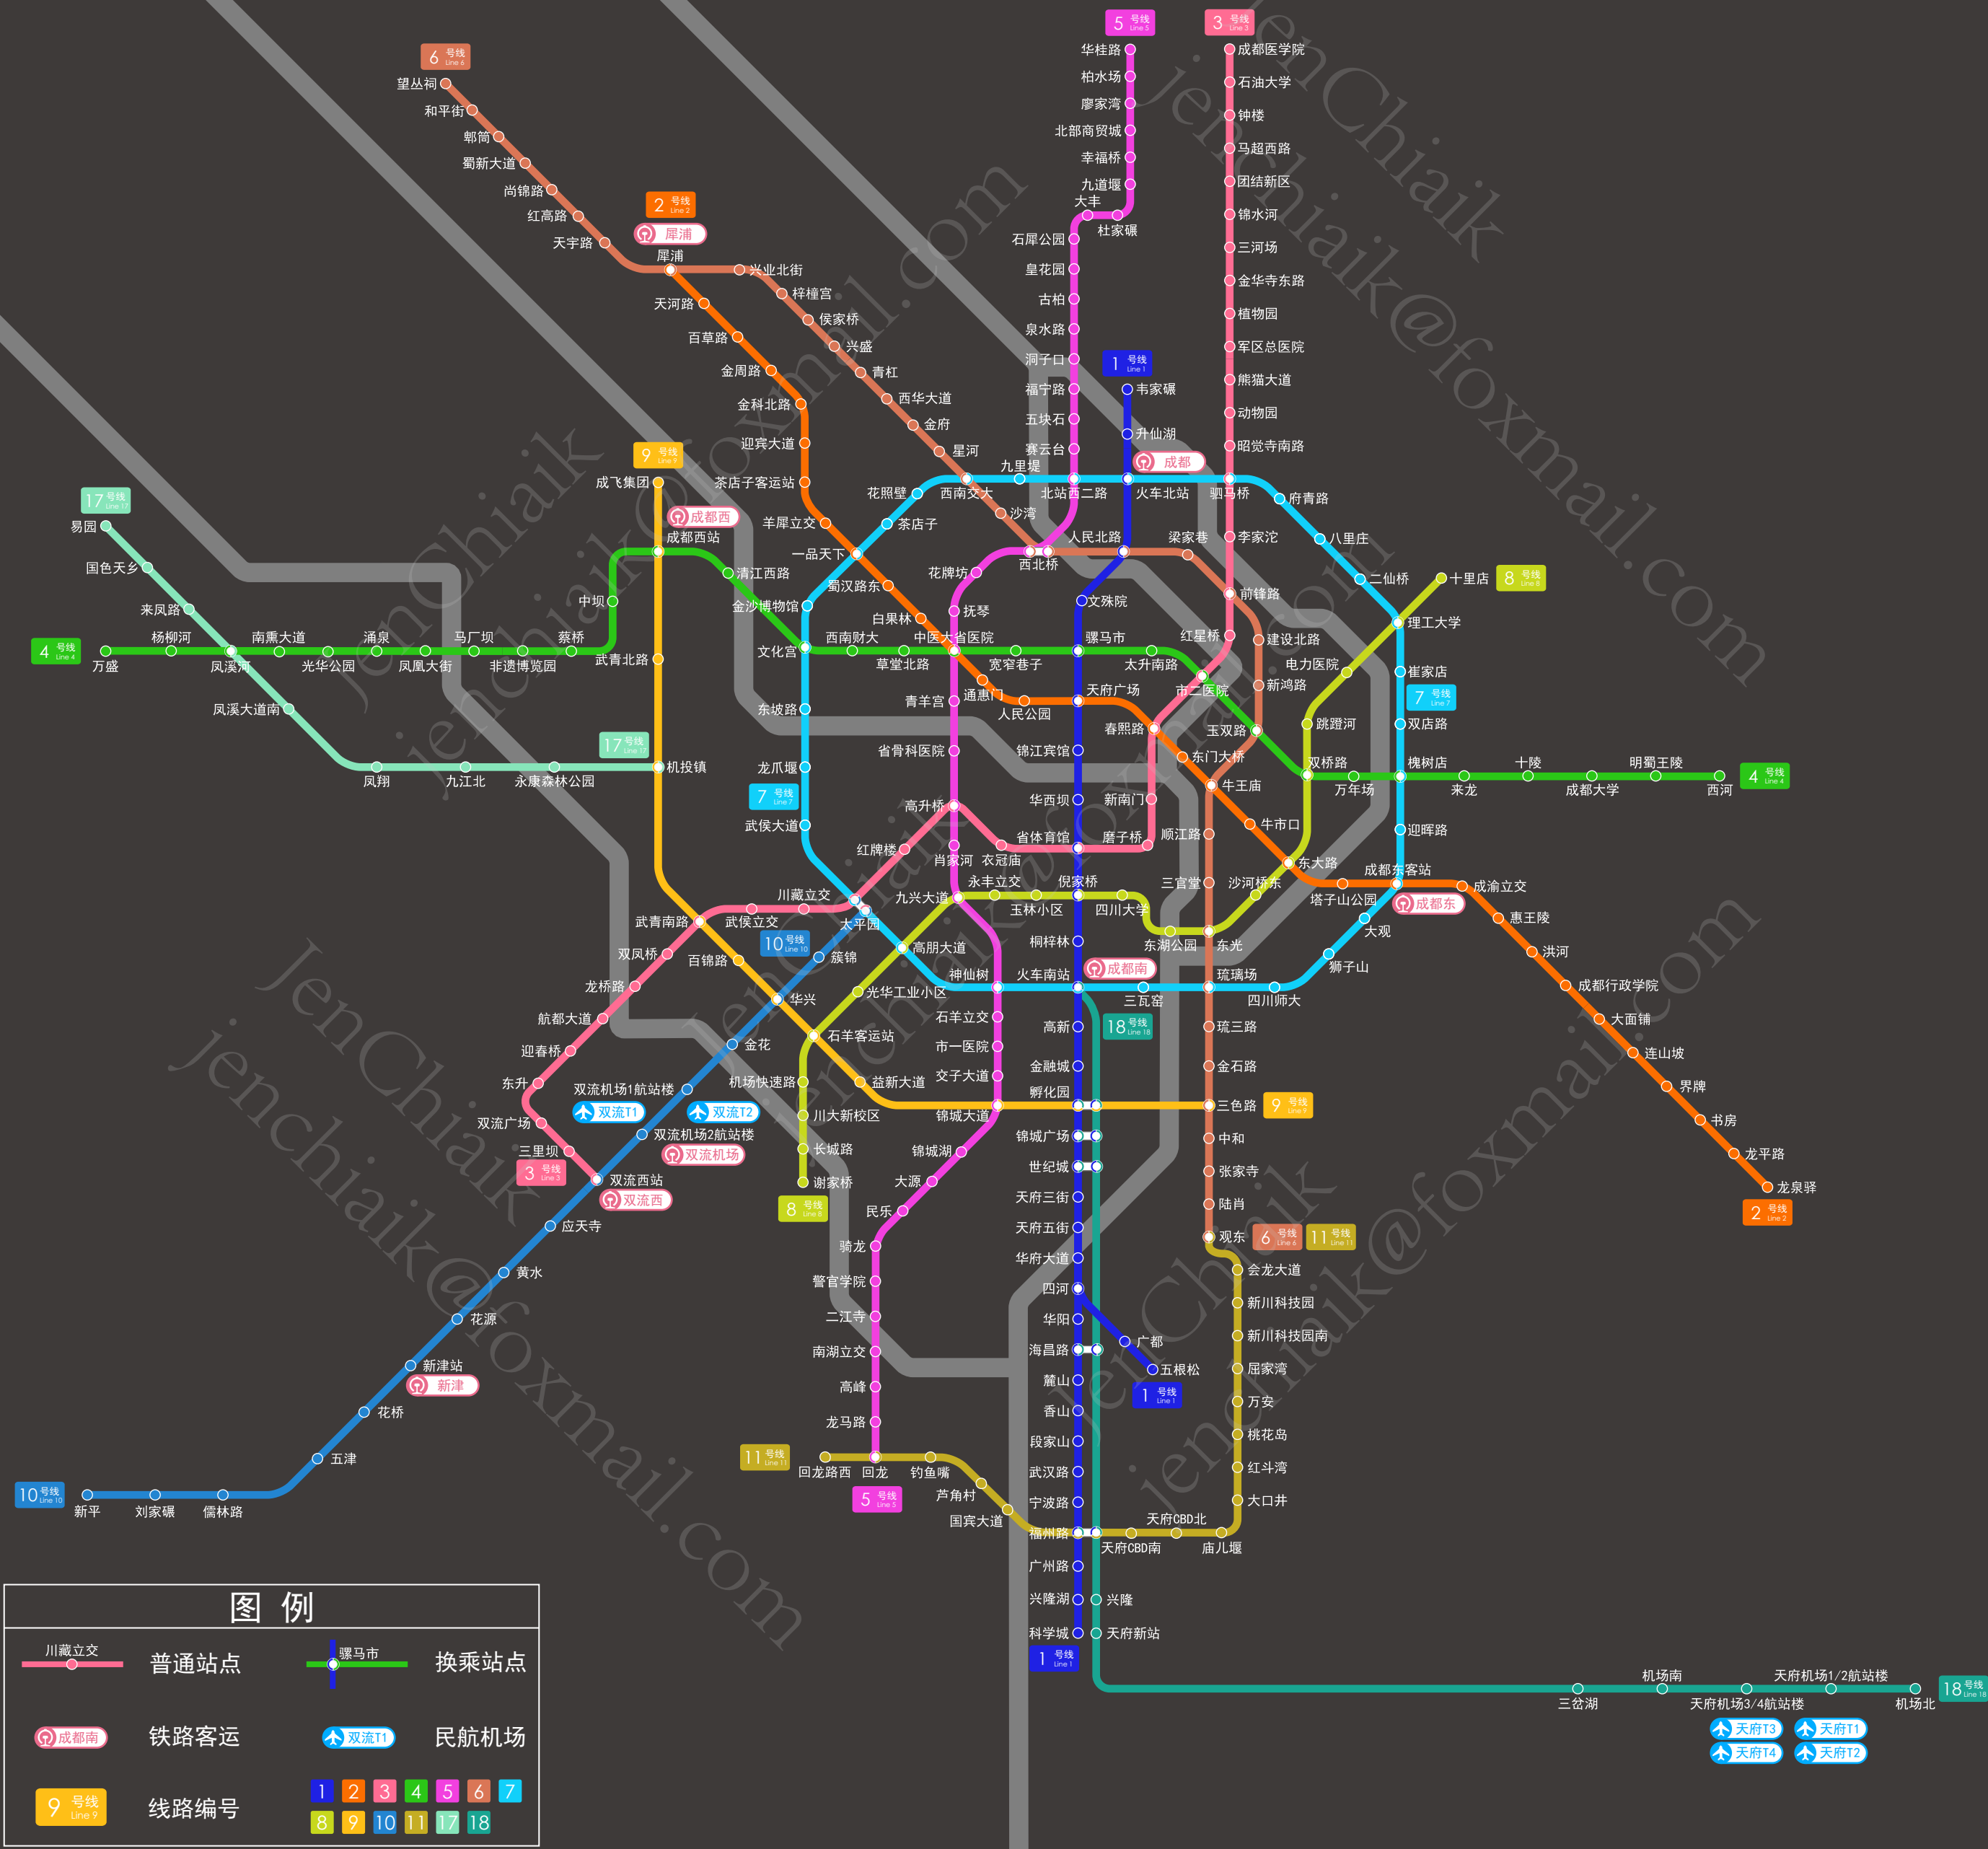 5 号线 Line 5
3 号线 Line 3
6 号线 Line 6
华桂路
柏水场
廖家湾
北部商贸城
幸福桥
九道堰
大丰
杜家碾
石犀公园
皇花园
古柏
泉水路
洞子口
福宁路
五块石
赛云台
成都医学院
石油大学
钟楼
马超西路
团结新区
锦水河
三河场
金华寺东路
植物园
军区总医院
熊猫大道
动物园
昭觉寺南路
望丛祠
和平街
郫筒
蜀新大道
尚锦路
红高路
天宇路
2 号线 Line 2
犀浦
犀浦
兴业北街
梓橦宫
侯家桥
兴盛
青杠
西华大道
金府
星河
天河路
百草路
金周路
金科北路
迎宾大道
茶店子客运站
羊犀立交
一品天下
蜀汉路东
白果林
1 号线 Line 1
韦家碾
升仙湖
成都
9 号线 Line 9
成飞集团
成都西
成都西站
九里堤
花照壁
西南交大
北站西二路
火车北站
驷马桥
府青路
茶店子
沙湾
人民北路
梁家巷
李家沱
八里庄
西北桥
花牌坊
二仙桥
十里店
8 号线 Line 8
17 号线 Line 17
易园
国色天乡
来凤路
清江西路
中坝
金沙博物馆
抚琴
文殊院
前锋路
理工大学
4 号线 Line 4
万盛
杨柳河
凤溪河
南熏大道
光华公园
涌泉
凤凰大街
马厂坝
非遗博览园
蔡桥
武青北路
文化宫
西南财大
草堂北路
中医大省医院
宽窄巷子
骡马市
太升南路
红星桥
建设北路
电力医院
崔家店
7 号线 Line 7
凤溪大道南
东坡路
青羊宫
通惠门
人民公园
天府广场
市二医院
新鸿路
跳蹬河
双店路
春熙路
玉双路
17 号线 Line 17
凤翔
九江北
永康森林公园
机投镇
龙爪堰
省骨科医院
锦江宾馆
东门大桥
双桥路
万年场
槐树店
来龙
十陵
成都大学
明蜀王陵
西河
4 号线 Line 4
7 号线 Line 7
武侯大道
高升桥
华西坝
新南门
牛王庙
牛市口
迎晖路
红牌楼
肖家河
衣冠庙
省体育馆
磨子桥
顺江路
东大路
塔子山公园
成都东客站
成都东
成渝立交
惠王陵
洪河
成都行政学院
大面铺
连山坡
界牌
书房
龙平路
龙泉驿
2 号线 Line 2
川藏立交
武侯立交
武青南路
太平园
九兴大道
永丰立交
玉林小区
倪家桥
四川大学
东湖公园
三官堂
沙河桥东
东光
大观
狮子山
10 号线 Line 10
双凤桥
百锦路
簇锦
高朋大道
桐梓林
神仙树
火车南站
成都南
三瓦窑
琉璃场
四川师大
龙桥路
华兴
光华工业小区
18 号线 Line 18
航都大道
迎春桥
东升
双流广场
三里坝
3 号线 Line 3
金花
石羊客运站
石羊立交
市一医院
交子大道
锦城大道
高新
金融城
孵化园
琉三路
金石路
三色路
9 号线 Line 9
双流机场1航站楼
双流T1
双流T2
双流机场2航站楼
双流机场
双流西站
双流西
机场快速路
川大新校区
长城路
谢家桥
8 号线 Line 8
益新大道
锦城湖
大源
民乐
骑龙
警官学院
二江寺
南湖立交
高峰
龙马路
锦城广场
世纪城
天府三街
天府五街
华府大道
四河
华阳
海昌路
麓山
香山
段家山
武汉路
宁波路
福州路
广州路
兴隆湖
科学城
1 号线 Line 1
广都
五根松
1 号线 Line 1
中和
张家寺
陆肖
观东
6 号线 Line 6
11 号线 Line 11
会龙大道
新川科技园
新川科技园南
屈家湾
万安
桃花岛
红斗湾
大口井
应天寺
黄水
花源
新津站
新津
花桥
五津
10 号线 Line 10
新平
刘家碾
儒林路
11 号线 Line 11
回龙路西
回龙
钓鱼嘴
5 号线 Line 5
芦角村
国宾大道
天府CBD南
天府CBD北
庙儿堰
兴隆
天府新站
三岔湖
机场南
天府机场3/4航站楼
天府机场1/2航站楼
机场北
18 号线 Line 18
天府T3
天府T1
天府T4
天府T2
图 例
川藏立交
普通站点
骡马市
换乘站点
成都南
铁路客运
双流T1
民航机场
9 号线 Line 9
线路编号
1 2 3 4 5 6 7
8 9 10 11 17 18
JenChiaik
jenchiaik@foxmail.com
JenChiaik
jenchiaik@foxmail.com
JenChiaik
jenchiaik@foxmail.com
JenChiaik
jenchiaik@foxmail.com
JenChiaik
jenchiaik@foxmail.com